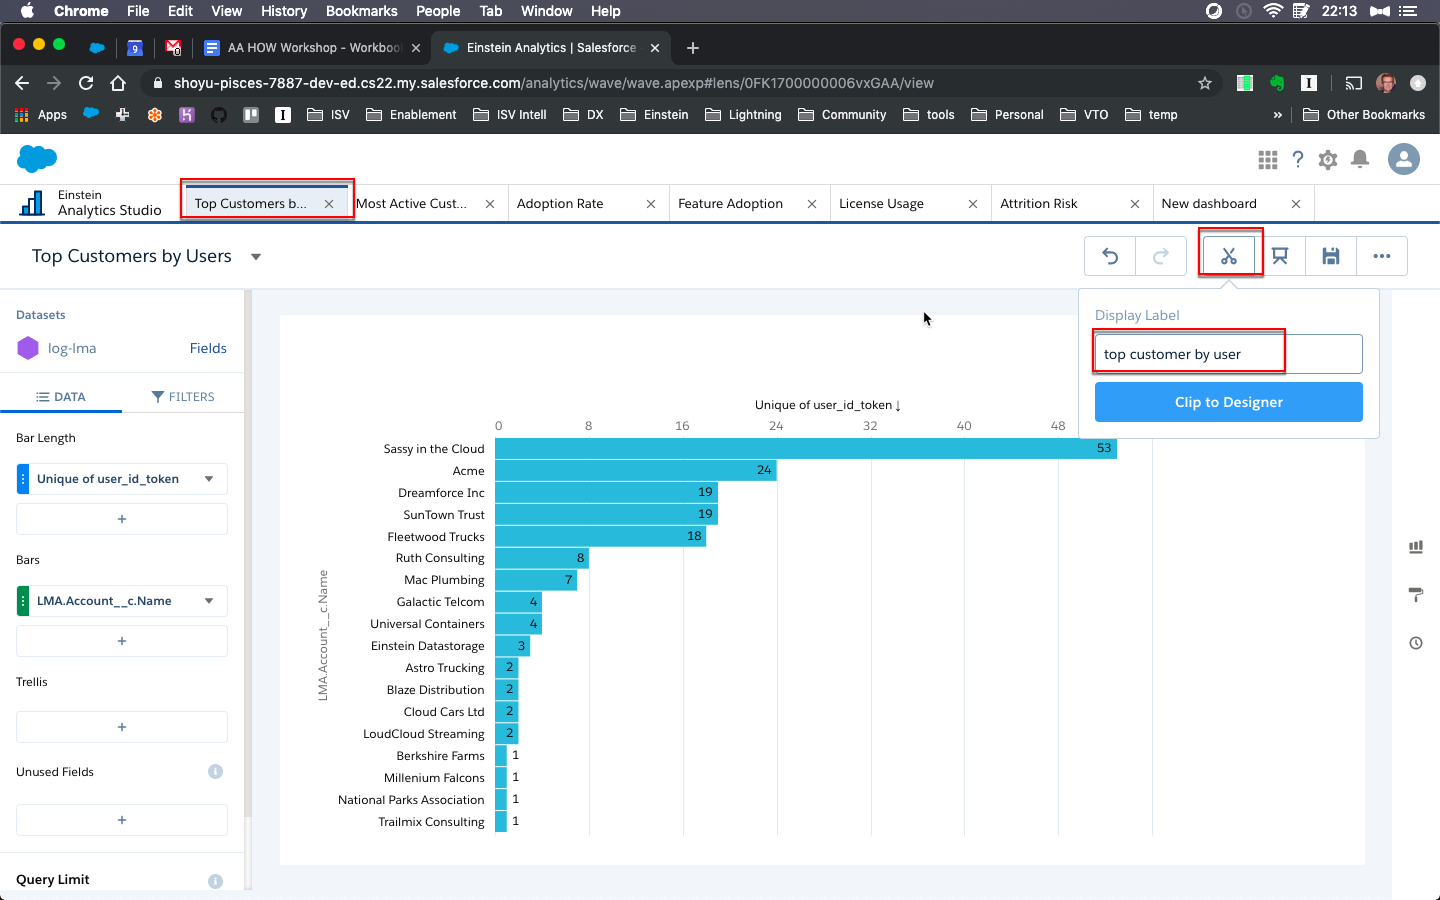 Chrome File Edit View History Bookmarks People Tab Window Help 22:13
9 0 AA HOW Workshop - Workboo Einstein Analytics | Salesforce
shoyu-pisces-7887-dev-ed.cs22.my.salesforce.com/analytics/wave/wave.apexp#lens/0FK1700000006vxGAA/view
Apps ISV Enablement ISV Intell DX Einstein Lightning Community tools Personal VTO temp » Other Bookmarks
Einstein
Analytics Studio
Top Customers b... Most Active Cust... Adoption Rate Feature Adoption License Usage Attrition Risk New dashboard
Top Customers by Users
Display Label
top customer by user
Clip to Designer
Datasets
log-lma Fields
DATA FILTERS
Bar Length
Unique of user_id_token
+
Bars
LMA.Account__c.Name
+
Trellis
+
Unused Fields
+
Query Limit
Unique of user_id_token ↓
0 8 16 24 32 40 48
LMA.Account__c.Name
Sassy in the Cloud 53
Acme 24
Dreamforce Inc 19
SunTown Trust 19
Fleetwood Trucks 18
Ruth Consulting 8
Mac Plumbing 7
Galactic Telcom 4
Universal Containers 4
Einstein Datastorage 3
Astro Trucking 2
Blaze Distribution 2
Cloud Cars Ltd 2
LoudCloud Streaming 2
Berkshire Farms 1
Millenium Falcons 1
National Parks Association 1
Trailmix Consulting 1